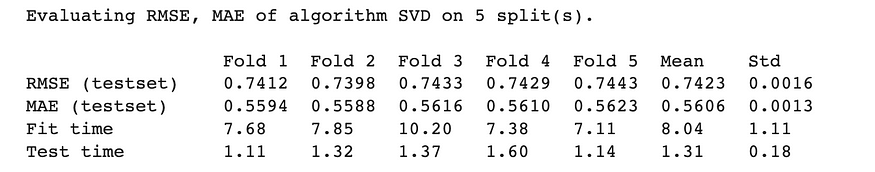 Evaluating RMSE, MAE of algorithm SVD on 5 split(s).
Fold 1 Fold 2 Fold 3 Fold 4 Fold 5 Mean Std
RMSE (testset) 0.7412 0.7398 0.7433 0.7429 0.7443 0.7423 0.0016
MAE (testset) 0.5594 0.5588 0.5616 0.5610 0.5623 0.5606 0.0013
Fit time 7.68 7.85 10.20 7.38 7.11 8.04 1.11
Test time 1.11 1.32 1.37 1.60 1.14 1.31 0.18